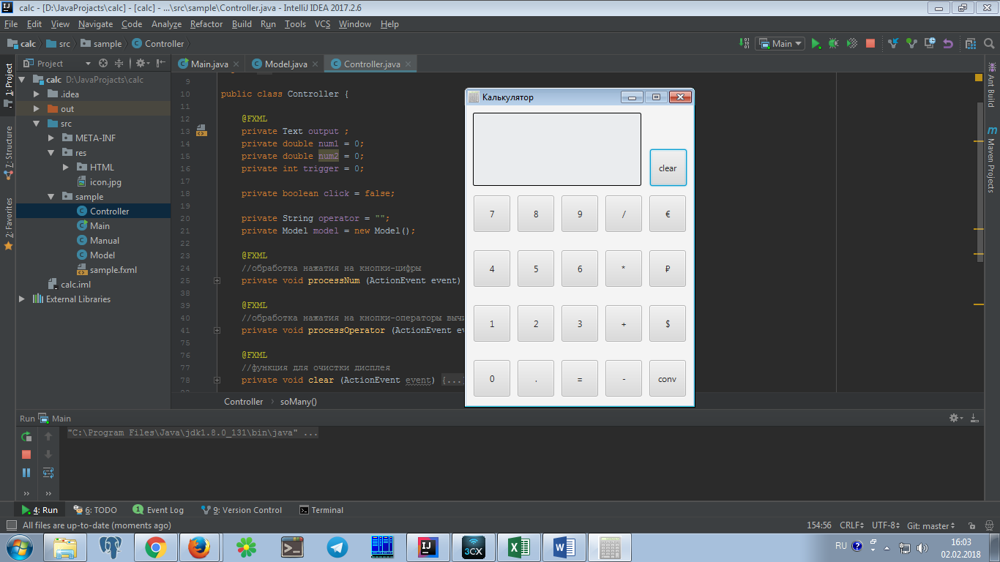 calc - [D:\JavaProjects\calc] - [calc] - ...\src\sample\Controller.java - IntelliJ IDEA 2017.2.6
File Edit View Navigate Code Analyze Refactor Build Run Tools VCS Window Help
calc src sample Controller
Main
Project
Main.java Model.java Controller.java
1: Project
7: Structure
2: Favorites
calc D:\JavaProjects\calc
.idea
out
src
META-INF
res
HTML
icon.jpg
sample
Controller
Main
Manual
Model
sample.fxml
calc.iml
External Libraries
9
10 public class Controller {
11
12 @FXML
13 private Text output ;
14 private double num1 = 0;
15 private double num2 = 0;
16 private int trigger = 0;
17
18 private boolean click = false;
19
20 private String operator = "";
21 private Model model = new Model();
22
23 @FXML
24 //обработка нажатия на кнопки-цифры
25 private void processNum (ActionEvent event)
38
39 @FXML
40 //обработка нажатия на кнопки-операторы вычи
41 private void processOperator (ActionEvent ev
75
76 @FXML
77 //функция для очистки дисплея
78 private void clear (ActionEvent event) {...}
Controller soMany()
Калькулятор
clear
7 8 9 / €
4 5 6 * ₽
1 2 3 + $
0 . = - conv
Ant Build
Maven Projects
Run Main
"C:\Program Files\Java\jdk1.8.0_131\bin\java" ...
4: Run 6: TODO Event Log 9: Version Control Terminal
All files are up-to-date (moments ago)
154:56 CRLF UTF-8 Git: master
3CX
RU
16:03
02.02.2018